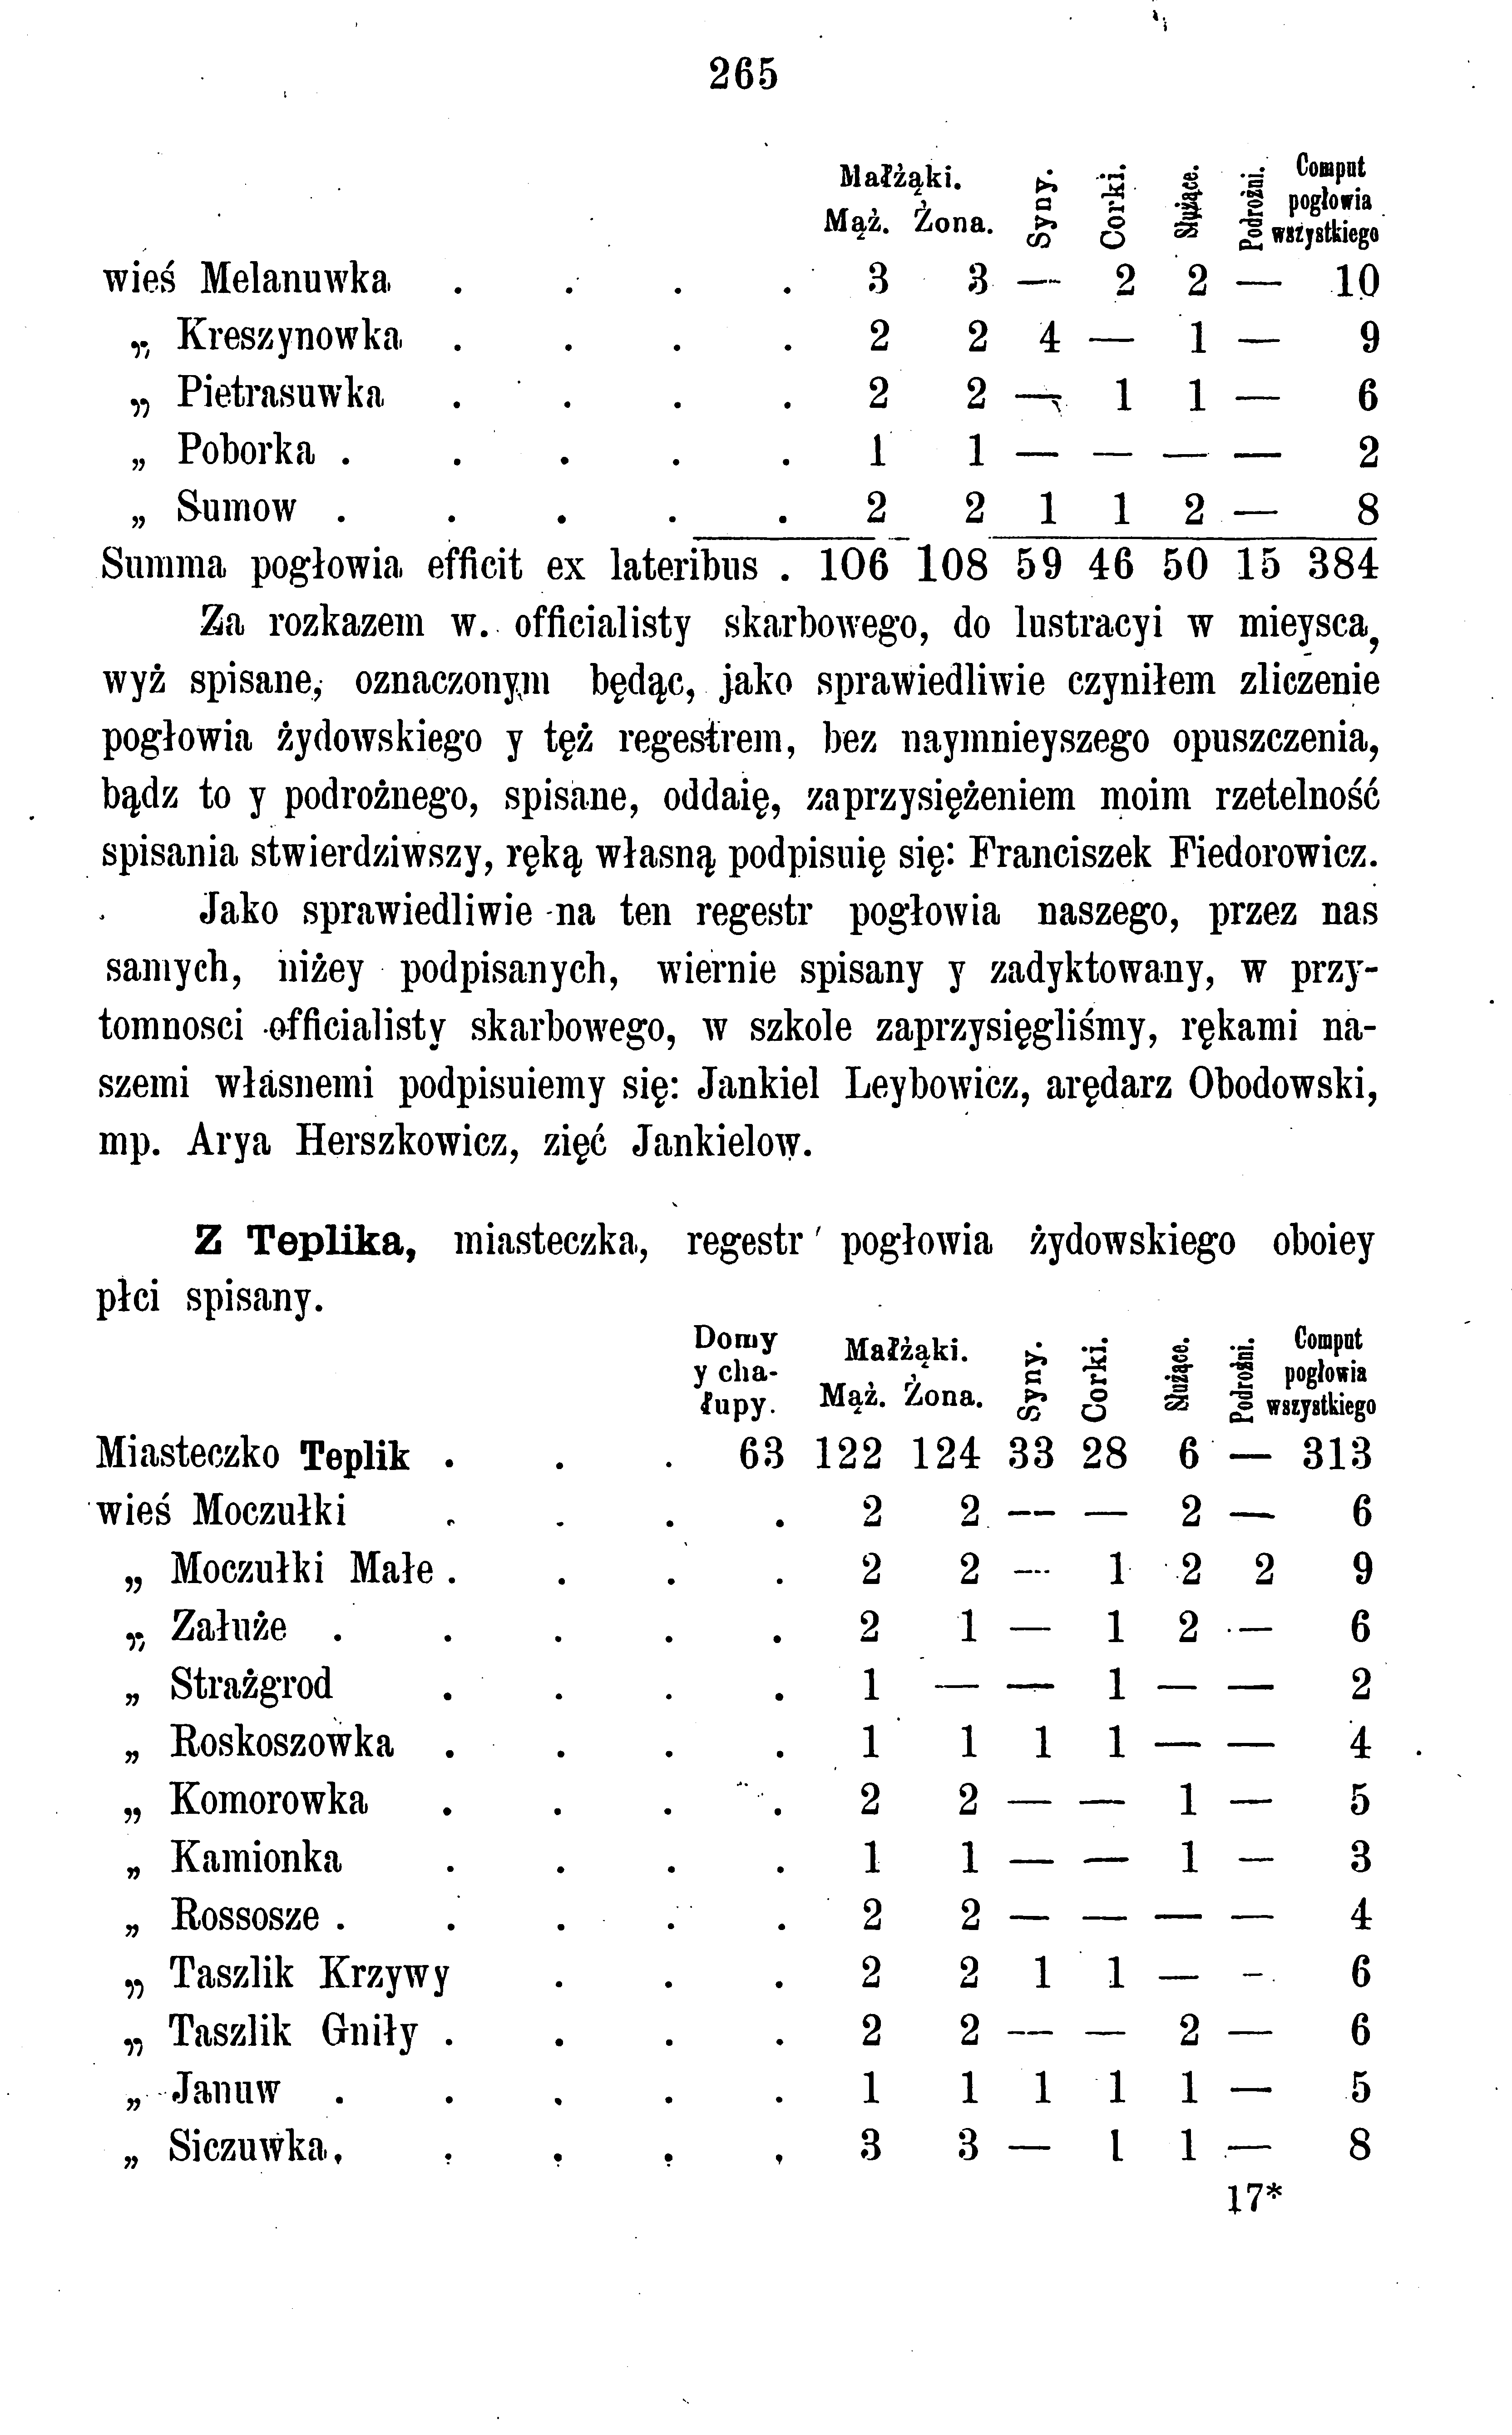 265
Małżąki. Syny. Corki. Służące. Podrożni. Comput
Mąż. Żona. pogłowia
wszystkiego
wieś Melanuwka . . . . 3 3 — 2 2 — 10
„ Kreszynowka . . . . 2 2 4 — 1 — 9
„ Pietrasuwka . . . . 2 2 — 1 1 — 6
„ Poborka . . . . . 1 1 — — — — 2
„ Sumow . . . . . 2 2 1 1 2 — 8
Summa pogłowia efficit ex lateribus . 106 108 59 46 50 15 384
Za rozkazem w. officialisty skarbowego, do lustracyi w mieysca,
wyż spisane, oznaczonym będąc, jako sprawiedliwie czyniłem zliczenie
pogłowia żydowskiego y tęż regestrem, bez naymnieyszego opuszczenia,
bądz to y podrożnego, spisane, oddaię, zaprzysiężeniem moim rzetelność
spisania stwierdziwszy, ręką własną podpisuię się: Franciszek Fiedorowicz.
Jako sprawiedliwie na ten regestr pogłowia naszego, przez nas
samych, niżey podpisanych, wiernie spisany y zadyktowany, w przy-
tomnosci officialisty skarbowego, w szkole zaprzysięgliśmy, rękami na-
szemi własnemi podpisuiemy się: Jankiel Leybowicz, arędarz Obodowski,
mp. Arya Herszkowicz, zięć Jankielow.
Z Teplika, miasteczka, regestr pogłowia żydowskiego oboiey
płci spisany.
Domy Małżąki. Syny. Corki. Służące. Podrożni. Comput
y cha- Mąż. Żona. pogłowia
łupy. wszystkiego
Miasteczko Teplik . . . 63 122 124 33 28 6 — 313
wieś Moczułki . . . . 2 2 — — 2 — 6
„ Moczułki Małe . . . . 2 2 — 1 2 2 9
„ Załuże . . . . . 2 1 — 1 2 — 6
„ Strażgrod . . . . 1 — — 1 — — 2
„ Roskoszowka . . . . 1 1 1 1 — — 4
„ Komorowka . . . . 2 2 — — 1 — 5
„ Kamionka . . . . 1 1 — — 1 — 3
„ Rossosze . . . . . 2 2 — — — — 4
„ Taszlik Krzywy . . . 2 2 1 1 — — 6
„ Taszlik Gniły . . . . 2 2 — — 2 — 6
„ Januw . . . . . 1 1 1 1 1 — 5
„ Siczuwka . . . . . 3 3 — 1 1 — 8
17*